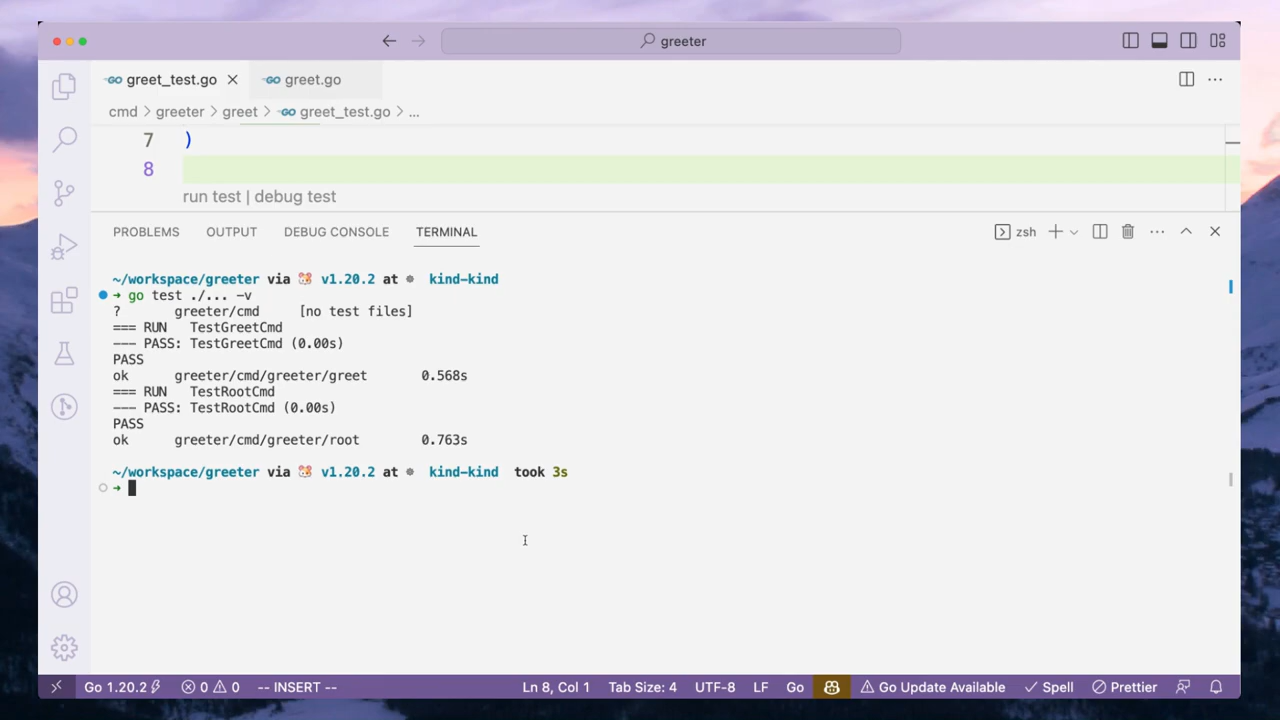 greeter
greet_test.go
greet.go
cmd > greeter > greet > greet_test.go > ...
7 )
8
run test | debug test
PROBLEMS OUTPUT DEBUG CONSOLE TERMINAL
zsh
~/workspace/greeter via 🐹 v1.20.2 at ☸ kind-kind
➜ go test ./... -v
? greeter/cmd [no test files]
=== RUN TestGreetCmd
--- PASS: TestGreetCmd (0.00s)
PASS
ok greeter/cmd/greeter/greet 0.568s
=== RUN TestRootCmd
--- PASS: TestRootCmd (0.00s)
PASS
ok greeter/cmd/greeter/root 0.763s
~/workspace/greeter via 🐹 v1.20.2 at ☸ kind-kind took 3s
➜
Go 1.20.2 0 0 -- INSERT -- Ln 8, Col 1 Tab Size: 4 UTF-8 LF Go Go Update Available Spell Prettier